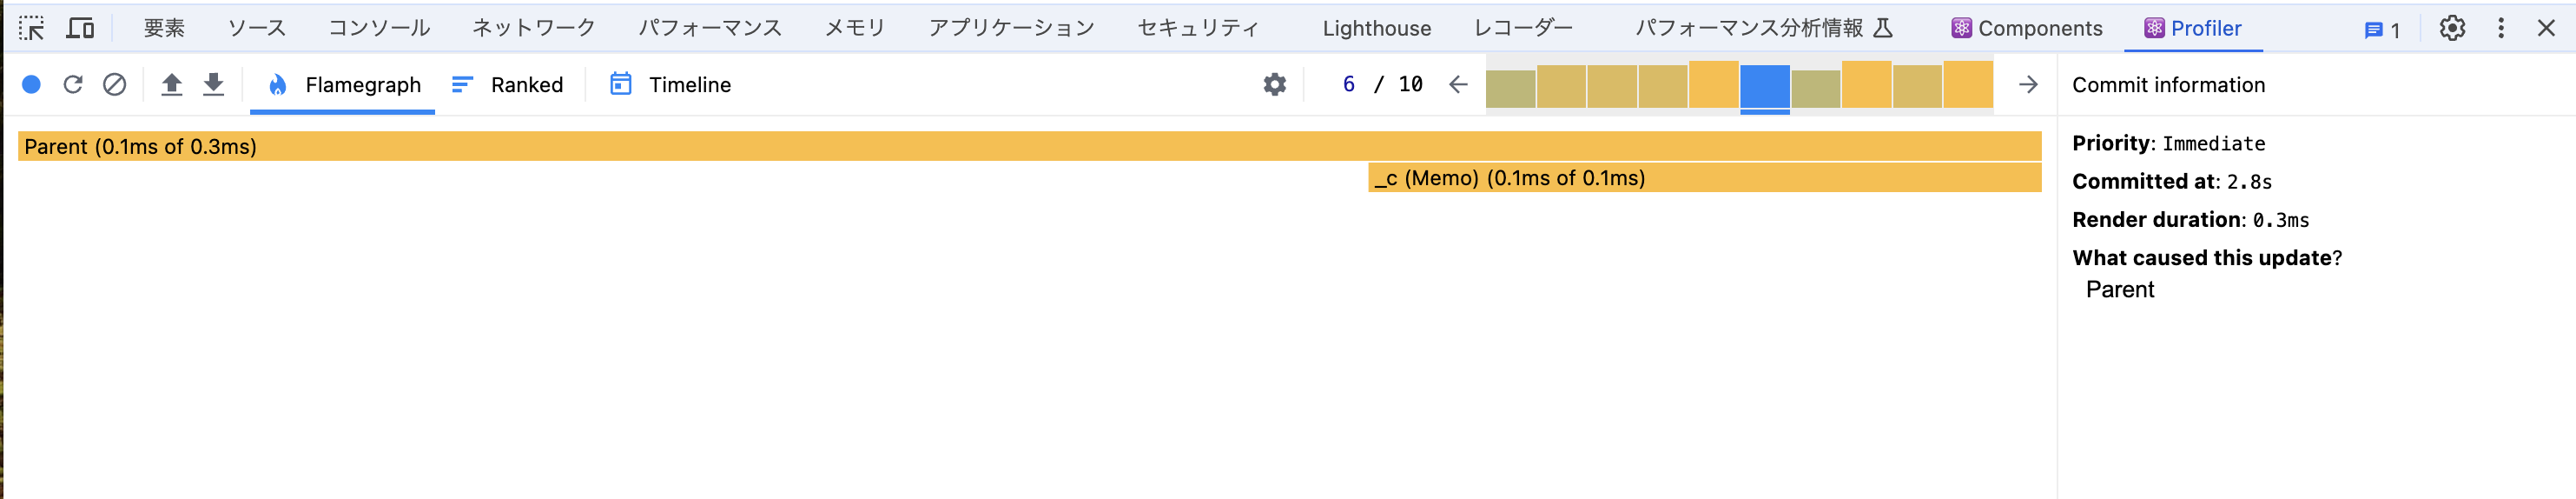 要素 ソース コンソール ネットワーク パフォーマンス メモリ アプリケーション セキュリティ Lighthouse レコーダー パフォーマンス分析情報 Components Profiler 1
Flamegraph Ranked Timeline 6 / 10 Commit information
Parent (0.1ms of 0.3ms)
_c (Memo) (0.1ms of 0.1ms)
Priority: Immediate
Committed at: 2.8s
Render duration: 0.3ms
What caused this update?
Parent